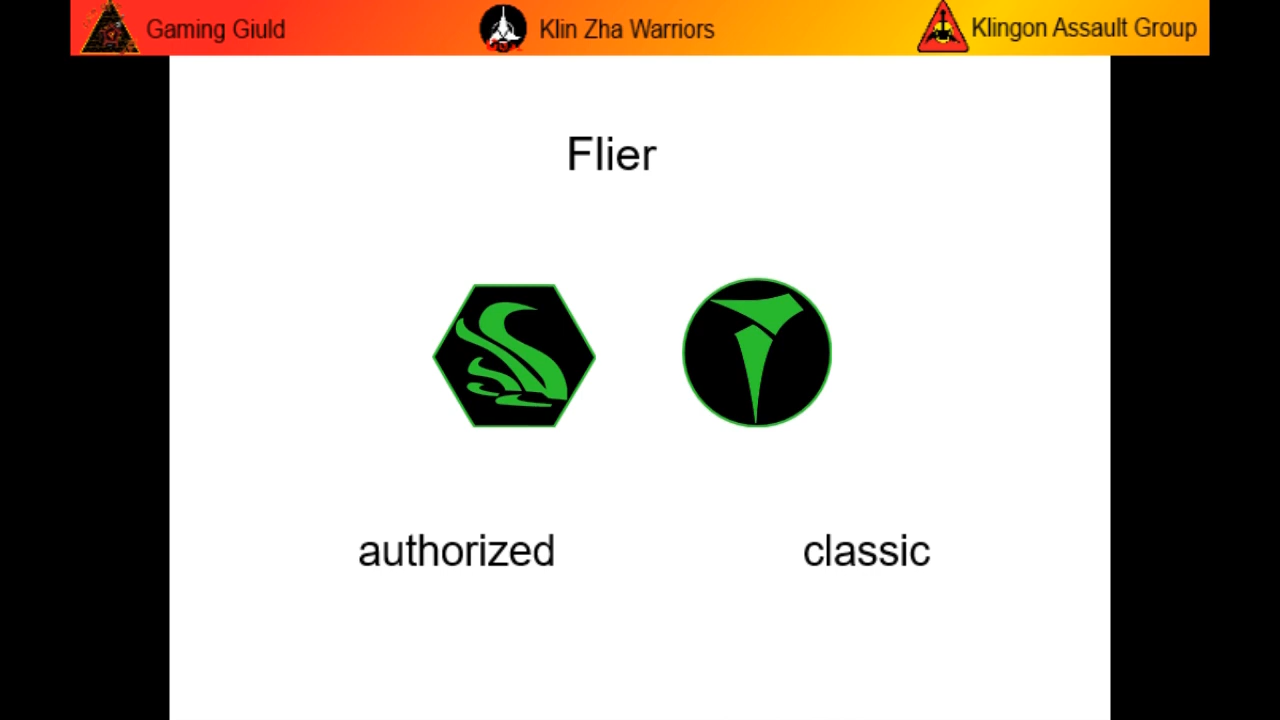 Gaming Giuld
Klin Zha Warriors
Klingon Assault Group
Flier
authorized
classic